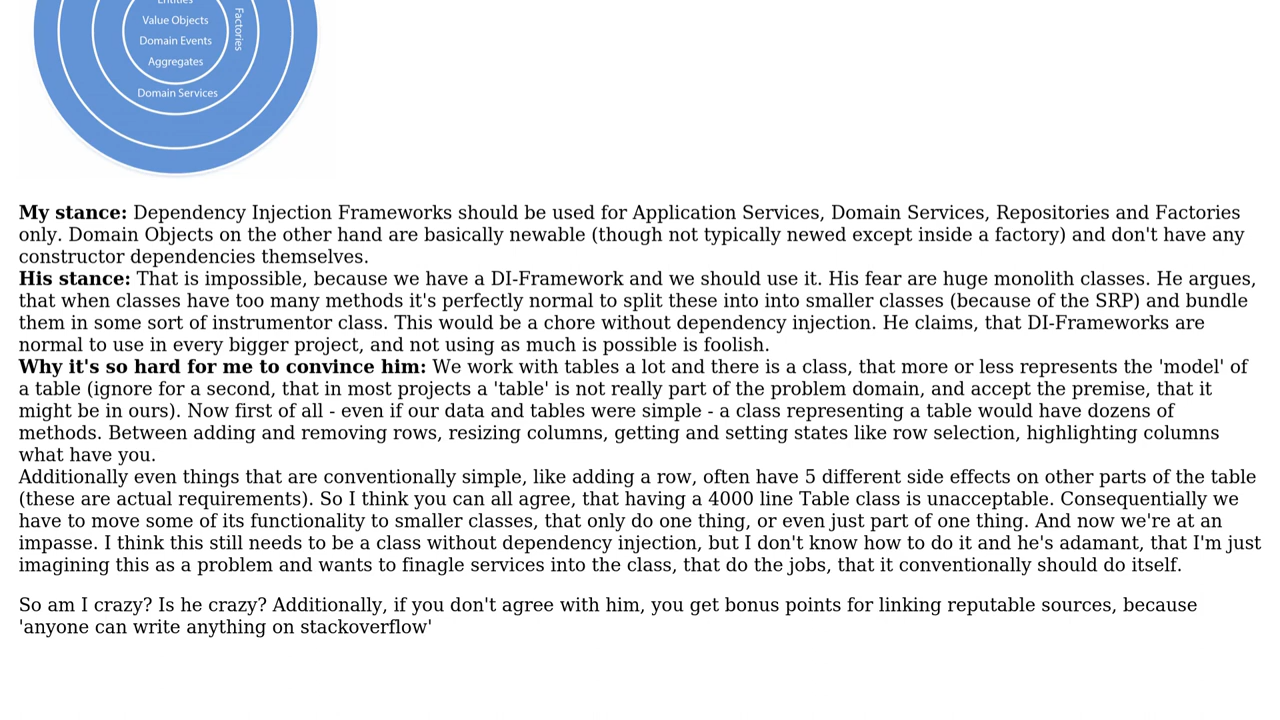 Entities
Value Objects
Domain Events
Aggregates
Domain Services
Factories
My stance: Dependency Injection Frameworks should be used for Application Services, Domain Services, Repositories and Factories
only. Domain Objects on the other hand are basically newable (though not typically newed except inside a factory) and don't have any
constructor dependencies themselves.
His stance: That is impossible, because we have a DI-Framework and we should use it. His fear are huge monolith classes. He argues,
that when classes have too many methods it's perfectly normal to split these into into smaller classes (because of the SRP) and bundle
them in some sort of instrumentor class. This would be a chore without dependency injection. He claims, that DI-Frameworks are
normal to use in every bigger project, and not using as much is possible is foolish.
Why it's so hard for me to convince him: We work with tables a lot and there is a class, that more or less represents the 'model' of
a table (ignore for a second, that in most projects a 'table' is not really part of the problem domain, and accept the premise, that it
might be in ours). Now first of all - even if our data and tables were simple - a class representing a table would have dozens of
methods. Between adding and removing rows, resizing columns, getting and setting states like row selection, highlighting columns
what have you.
Additionally even things that are conventionally simple, like adding a row, often have 5 different side effects on other parts of the table
(these are actual requirements). So I think you can all agree, that having a 4000 line Table class is unacceptable. Consequentially we
have to move some of its functionality to smaller classes, that only do one thing, or even just part of one thing. And now we're at an
impasse. I think this still needs to be a class without dependency injection, but I don't know how to do it and he's adamant, that I'm just
imagining this as a problem and wants to finagle services into the class, that do the jobs, that it conventionally should do itself.
So am I crazy? Is he crazy? Additionally, if you don't agree with him, you get bonus points for linking reputable sources, because
'anyone can write anything on stackoverflow'